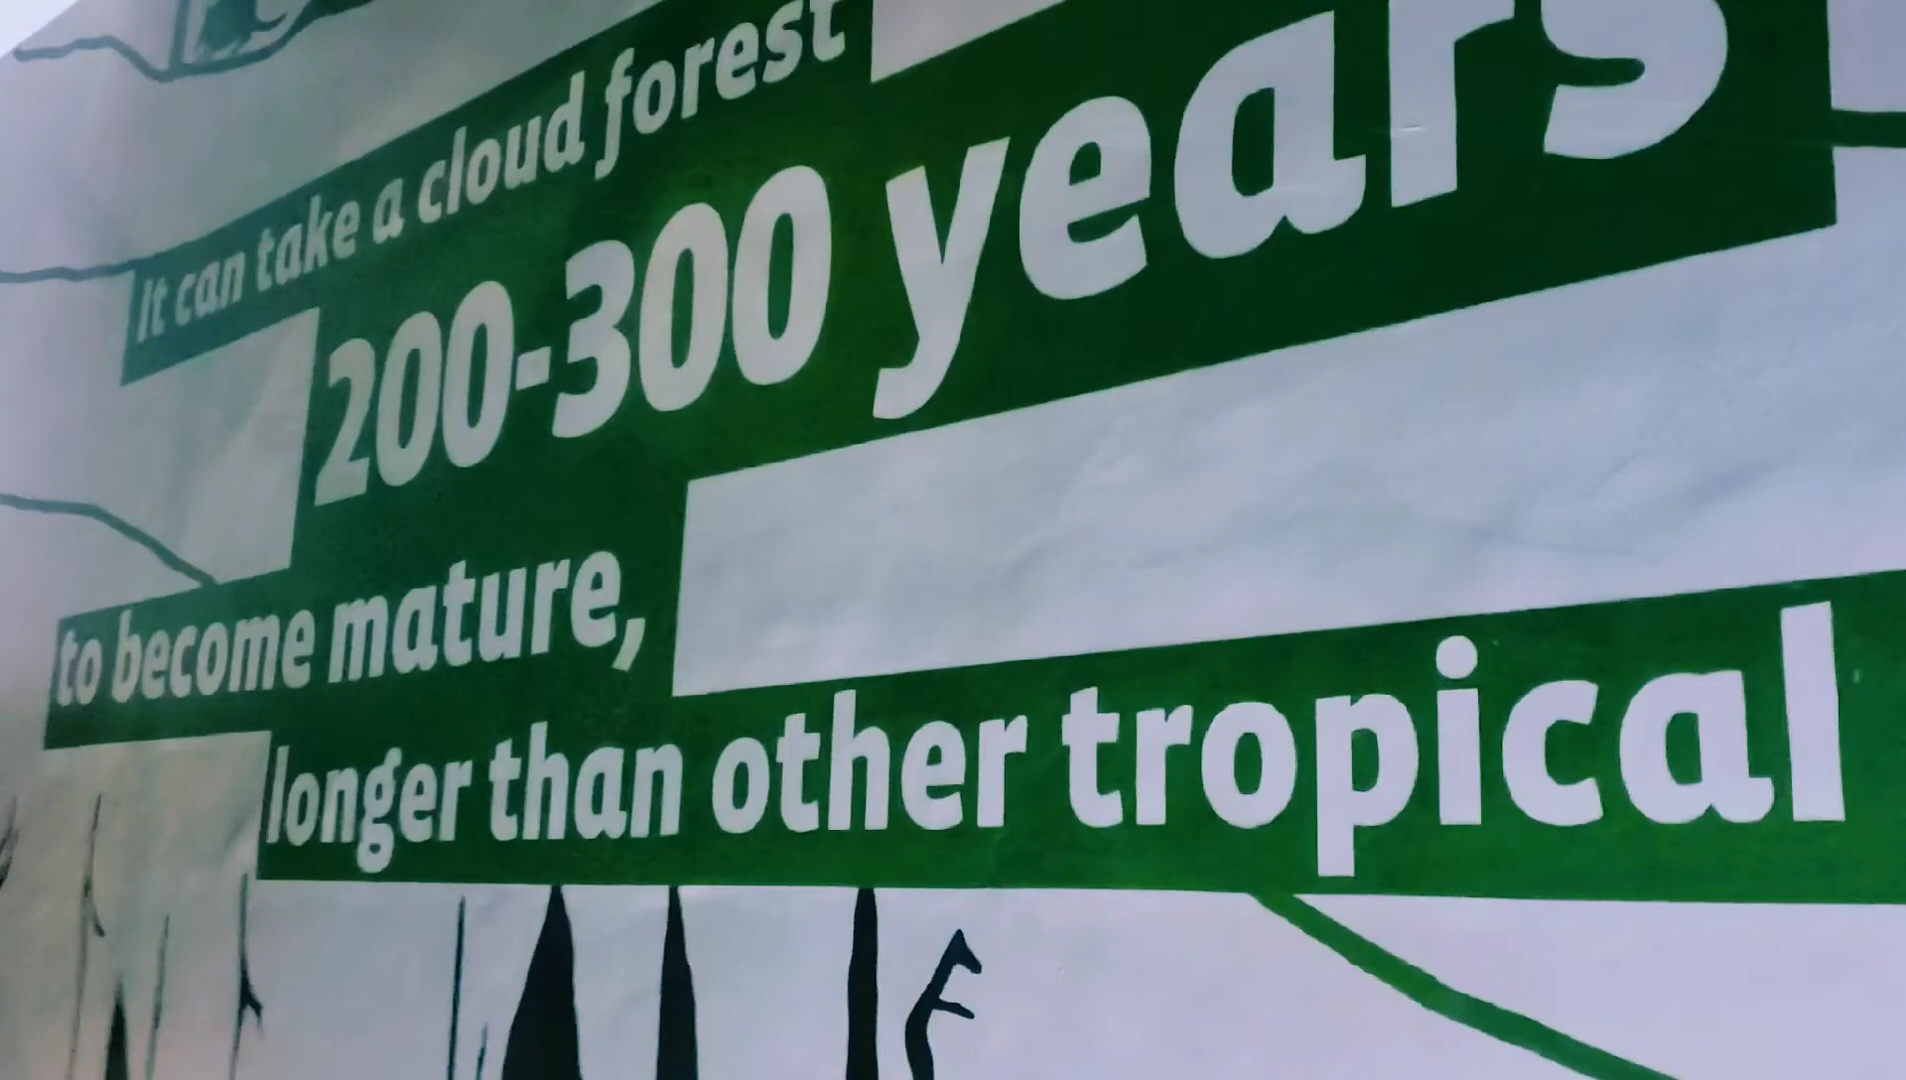 It can take a cloud forest
200-300 years
to become mature,
longer than other tropical